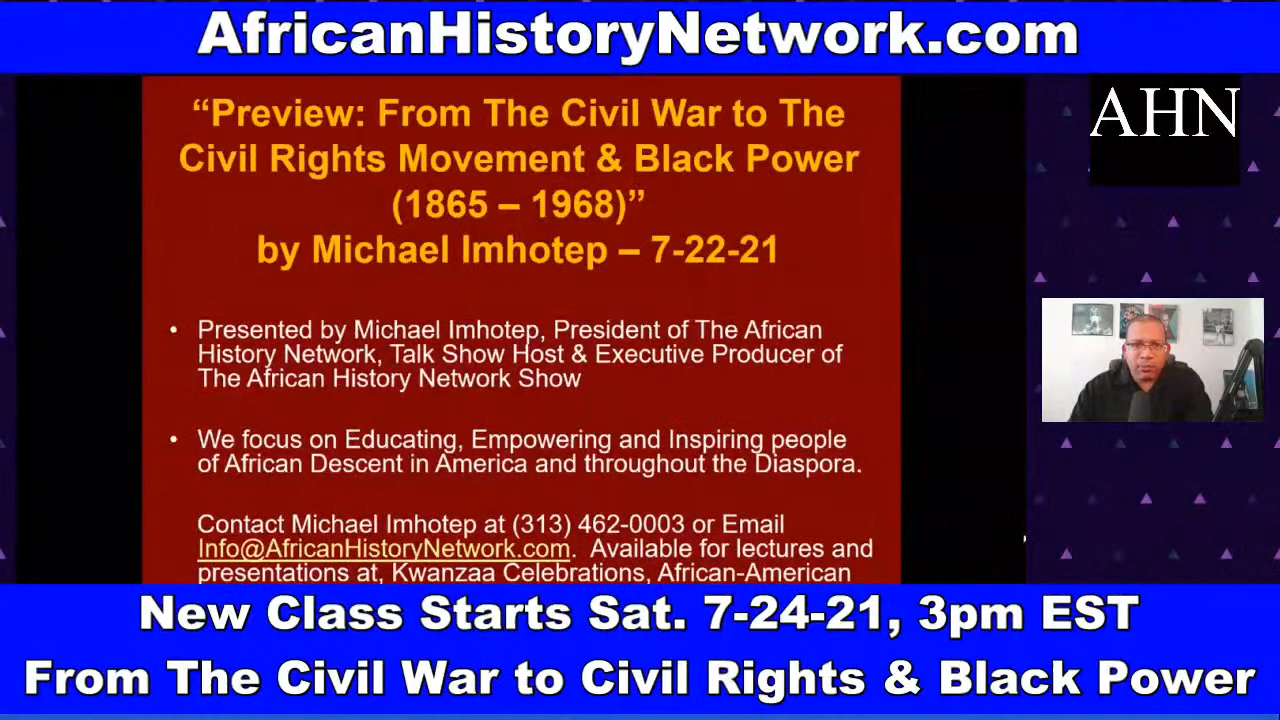 AfricanHistoryNetwork.com
AHN
“Preview: From The Civil War to The
Civil Rights Movement & Black Power
(1865 – 1968)”
by Michael Imhotep – 7-22-21
• Presented by Michael Imhotep, President of The African
History Network, Talk Show Host & Executive Producer of
The African History Network Show
• We focus on Educating, Empowering and Inspiring people
of African Descent in America and throughout the Diaspora.
Contact Michael Imhotep at (313) 462-0003 or Email
Info@AfricanHistoryNetwork.com. Available for lectures and
presentations at, Kwanzaa Celebrations, African-American
New Class Starts Sat. 7-24-21, 3pm EST
From The Civil War to Civil Rights & Black Power